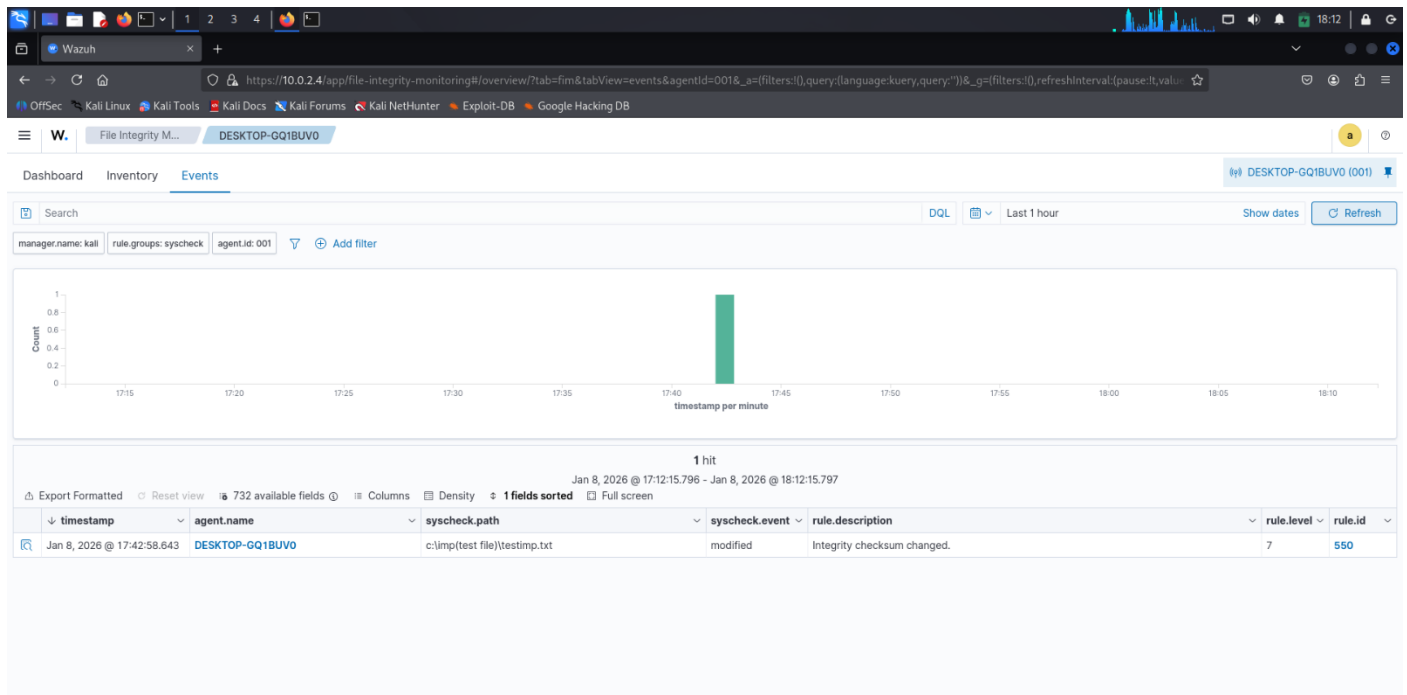 1 2 3 4 18:12
Wazuh
https://10.0.2.4/app/file-integrity-monitoring#/overview/?tab=fim&tabView=events&agentId=001&_a=(filters:!(),query:(language:kuery,query:''))&_g=(filters:!(),refreshInterval:(pause:!t,value
OffSec Kali Linux Kali Tools Kali Docs Kali Forums Kali NetHunter Exploit-DB Google Hacking DB
W. File Integrity M... DESKTOP-GQ1BUV0 a
Dashboard Inventory Events DESKTOP-GQ1BUV0 (001)
Search DQL Last 1 hour Show dates Refresh
manager.name: kali rule.groups: syscheck agent.id: 001 Add filter
1
0.8
0.6
0.4
0.2
0
Count
17:15 17:20 17:25 17:30 17:35 17:40 17:45 17:50 17:55 18:00 18:05 18:10
timestamp per minute
1 hit
Jan 8, 2026 @ 17:12:15.796 - Jan 8, 2026 @ 18:12:15.797
Export Formatted Reset view 732 available fields Columns Density 1 fields sorted Full screen
timestamp agent.name syscheck.path syscheck.event rule.description rule.level rule.id
Jan 8, 2026 @ 17:42:58.643 DESKTOP-GQ1BUV0 c:\imp(test file)\testimp.txt modified Integrity checksum changed. 7 550